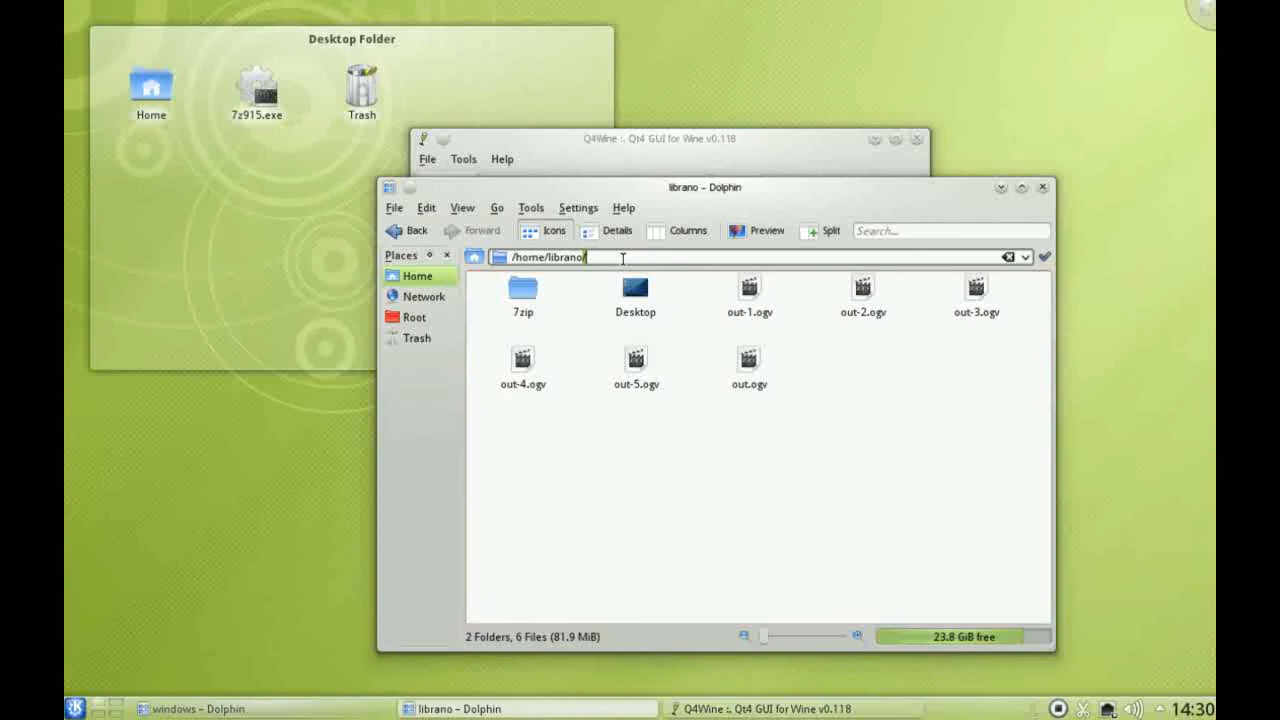 Desktop Folder
Home
7z915.exe
Trash
Q4Wine :. Qt4 GUI for Wine v0.118
File Tools Help
librano – Dolphin
File Edit View Go Tools Settings Help
Back Forward Icons Details Columns Preview Split Search...
Places
/home/librano/
Home
Network
Root
Trash
7zip Desktop out-1.ogv out-2.ogv out-3.ogv
out-4.ogv out-5.ogv out.ogv
2 Folders, 6 Files (81.9 MiB)
23.8 GiB free
windows – Dolphin
librano – Dolphin
Q4Wine :. Qt4 GUI for Wine v0.118
14:30